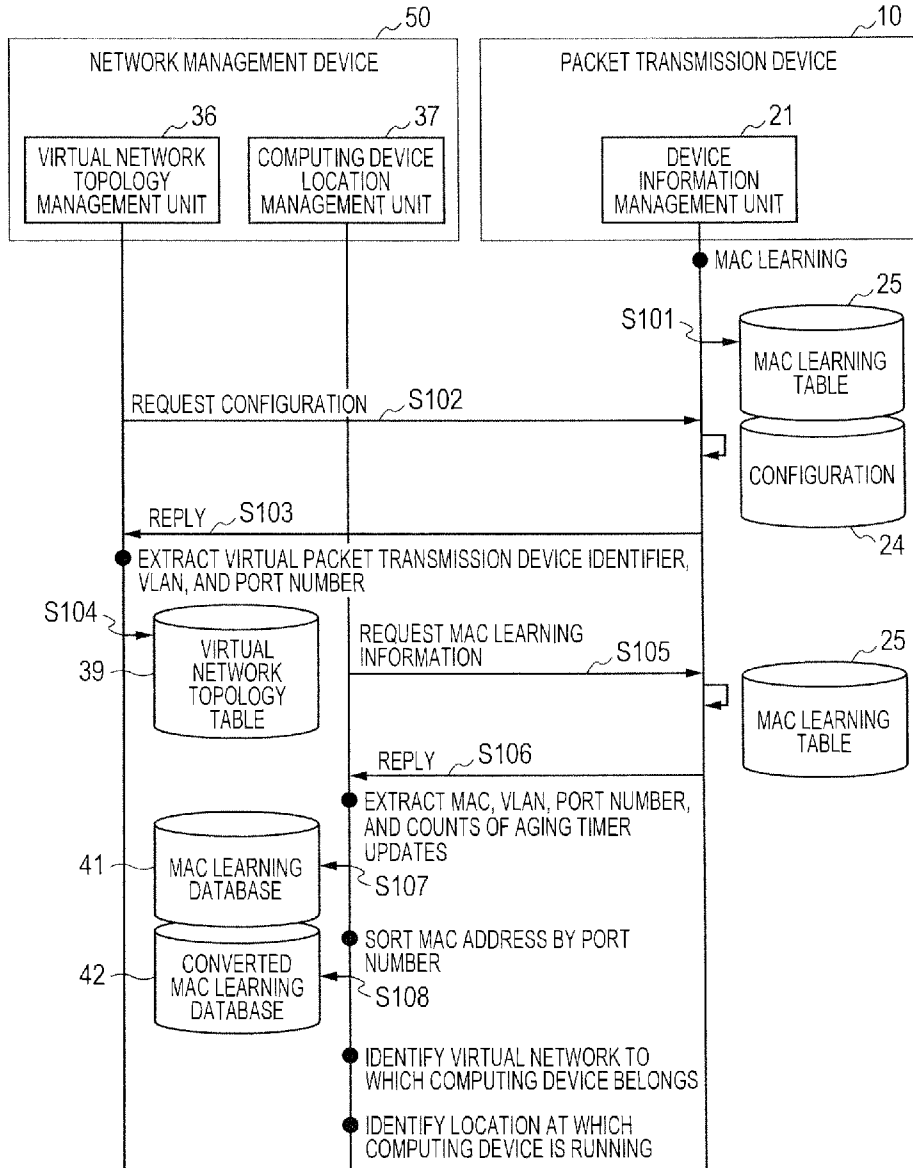 50
10
NETWORK MANAGEMENT DEVICE
PACKET TRANSMISSION DEVICE
36
37
21
VIRTUAL NETWORK
TOPOLOGY
MANAGEMENT UNIT
COMPUTING DEVICE
LOCATION
MANAGEMENT UNIT
DEVICE
INFORMATION
MANAGEMENT UNIT
MAC LEARNING
25
S101
MAC LEARNING
TABLE
REQUEST CONFIGURATION
S102
CONFIGURATION
24
REPLY
S103
EXTRACT VIRTUAL PACKET TRANSMISSION DEVICE IDENTIFIER,
VLAN, AND PORT NUMBER
S104
39
VIRTUAL
NETWORK
TOPOLOGY
TABLE
REQUEST MAC LEARNING
INFORMATION
S105
25
MAC LEARNING
TABLE
REPLY
S106
EXTRACT MAC, VLAN, PORT NUMBER,
AND COUNTS OF AGING TIMER
UPDATES
41
MAC LEARNING
DATABASE
S107
SORT MAC ADDRESS BY PORT
NUMBER
42
CONVERTED
MAC LEARNING
DATABASE
S108
IDENTIFY VIRTUAL NETWORK TO
WHICH COMPUTING DEVICE BELONGS
IDENTIFY LOCATION AT WHICH
COMPUTING DEVICE IS RUNNING